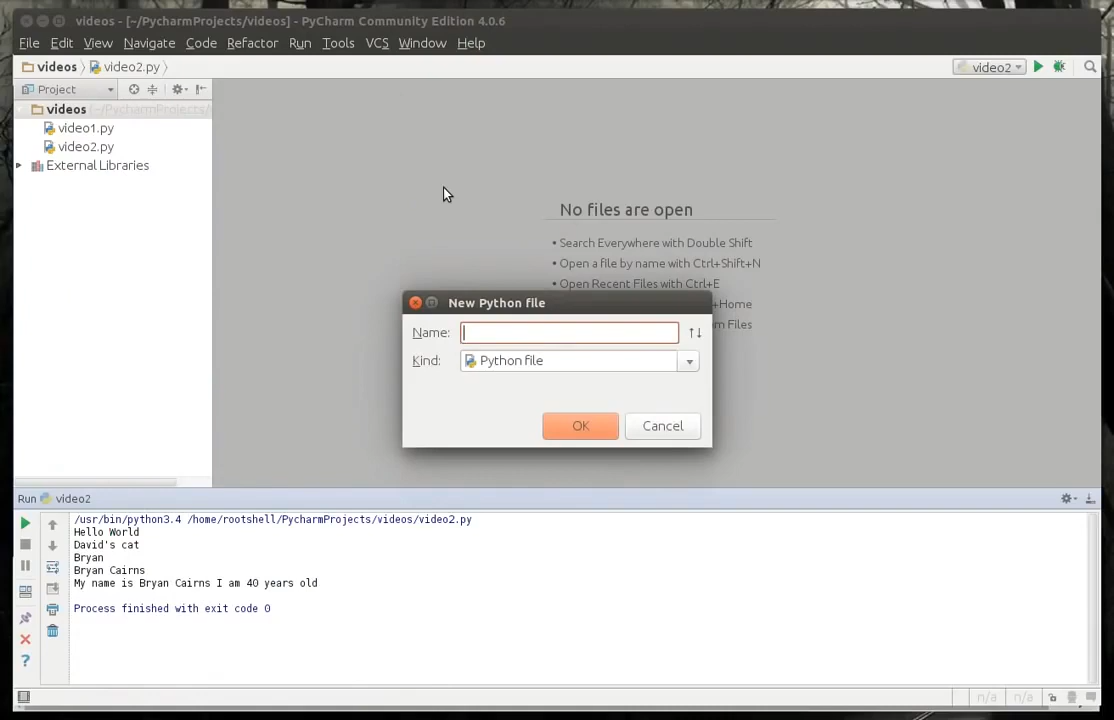 videos - [~/PycharmProjects/videos] - PyCharm Community Edition 4.0.6
File Edit View Navigate Code Refactor Run Tools VCS Window Help
videos video2.py video2
Project
videos (~/PycharmProjects/
video1.py
video2.py
External Libraries
No files are open
• Search Everywhere with Double Shift
• Open a file by name with Ctrl+Shift+N
• Open Recent Files with Ctrl+E
+Home
m Files
New Python file
Name:
Kind: Python file
OK Cancel
Run video2
/usr/bin/python3.4 /home/rootshell/PycharmProjects/videos/video2.py
Hello World
David's cat
Bryan
Bryan Cairns
My name is Bryan Cairns I am 40 years old
Process finished with exit code 0
n/a n/a